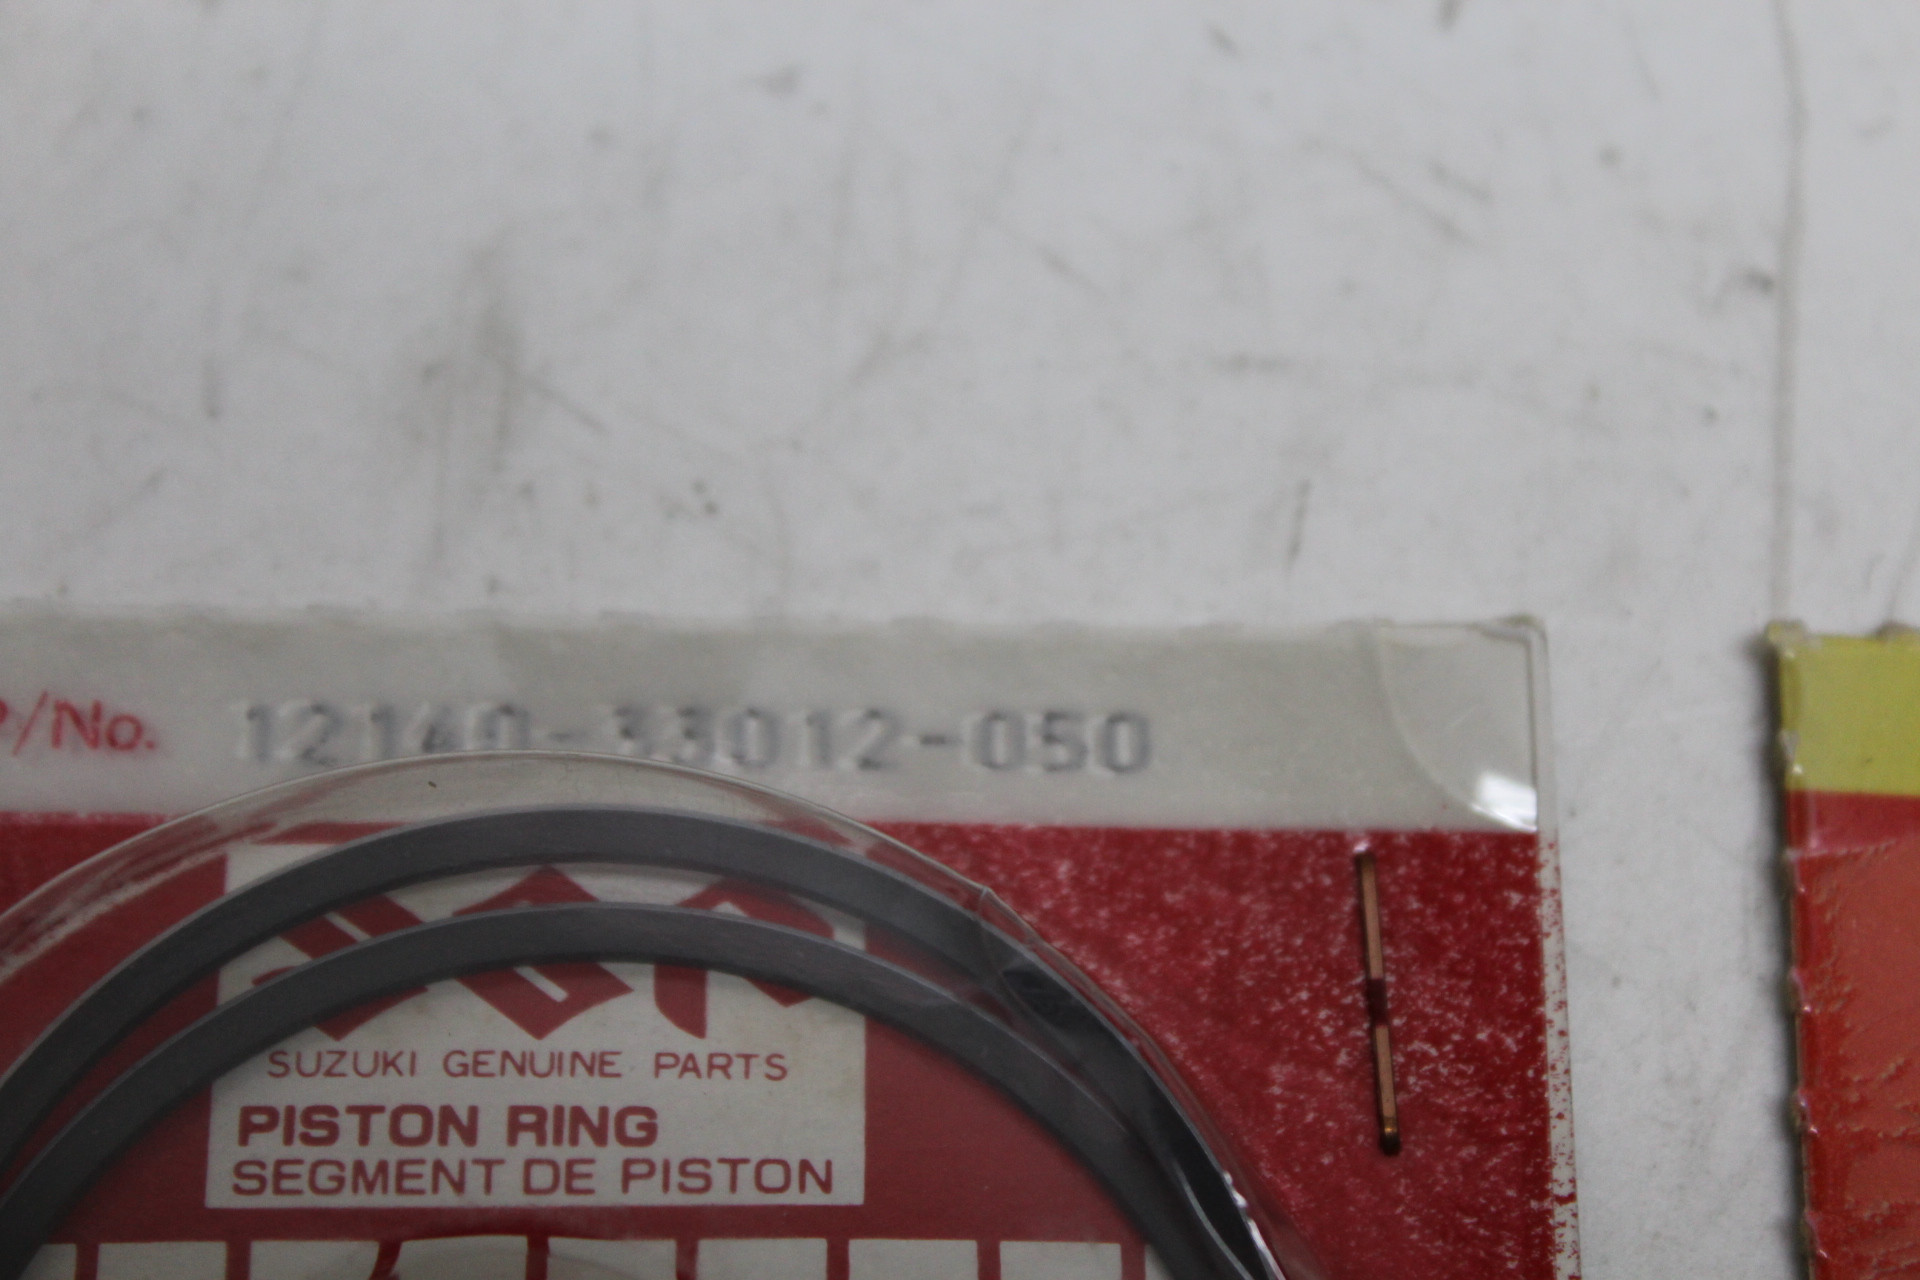 P/No. 12140-33012-050
SUZUKI GENUINE PARTS
PISTON RING
SEGMENT DE PISTON